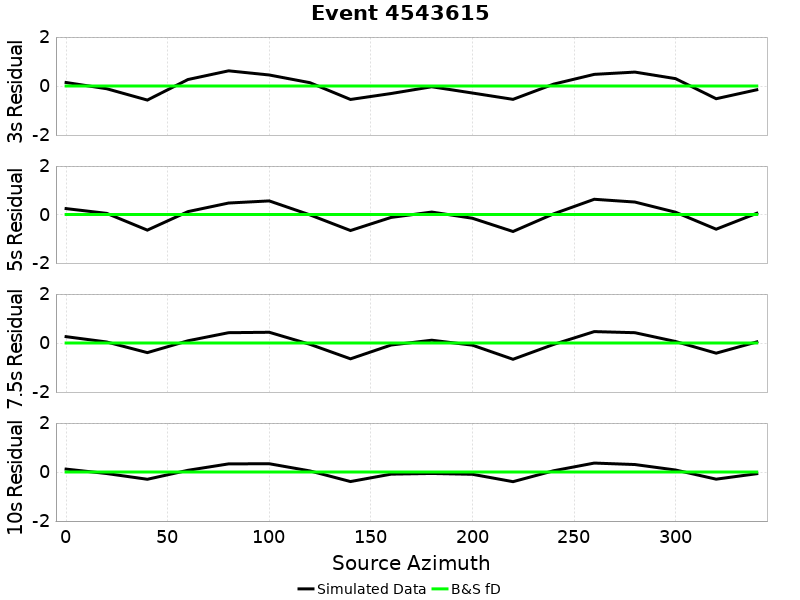 Event 4543615
3s Residual
2
0
-2
5s Residual
2
0
-2
7.5s Residual
2
0
-2
10s Residual
2
0
-2
0 50 100 150 200 250 300
Source Azimuth
Simulated Data B&S fD